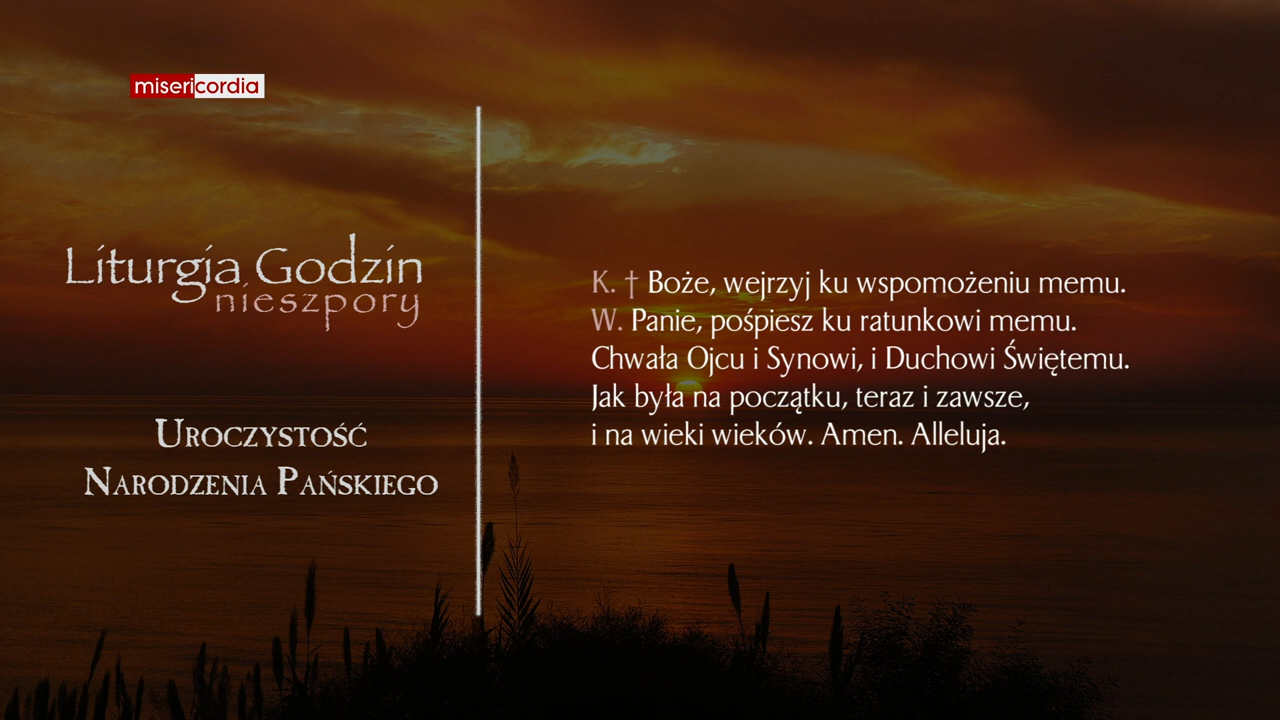 misericordia
Liturgia Godzin
nieszpory
Uroczystość
Narodzenia Pańskiego
K. † Boże, wejrzyj ku wspomożeniu memu.
W. Panie, pośpiesz ku ratunkowi memu.
Chwała Ojcu i Synowi, i Duchowi Świętemu.
Jak była na początku, teraz i zawsze,
i na wieki wieków. Amen. Alleluja.